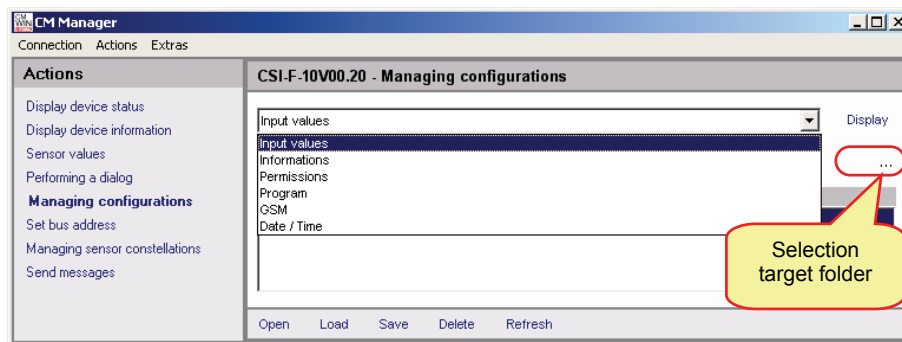 CM WIN CM Manager
Connection Actions Extras
Actions
Display device status
Display device information
Sensor values
Performing a dialog
Managing configurations
Set bus address
Managing sensor constellations
Send messages
CSI-F-10V00.20 - Managing configurations
Input values
Display
Input values
Informations
Permissions
Program
GSM
Date / Time
...
Selection
target folder
Open Load Save Delete Refresh